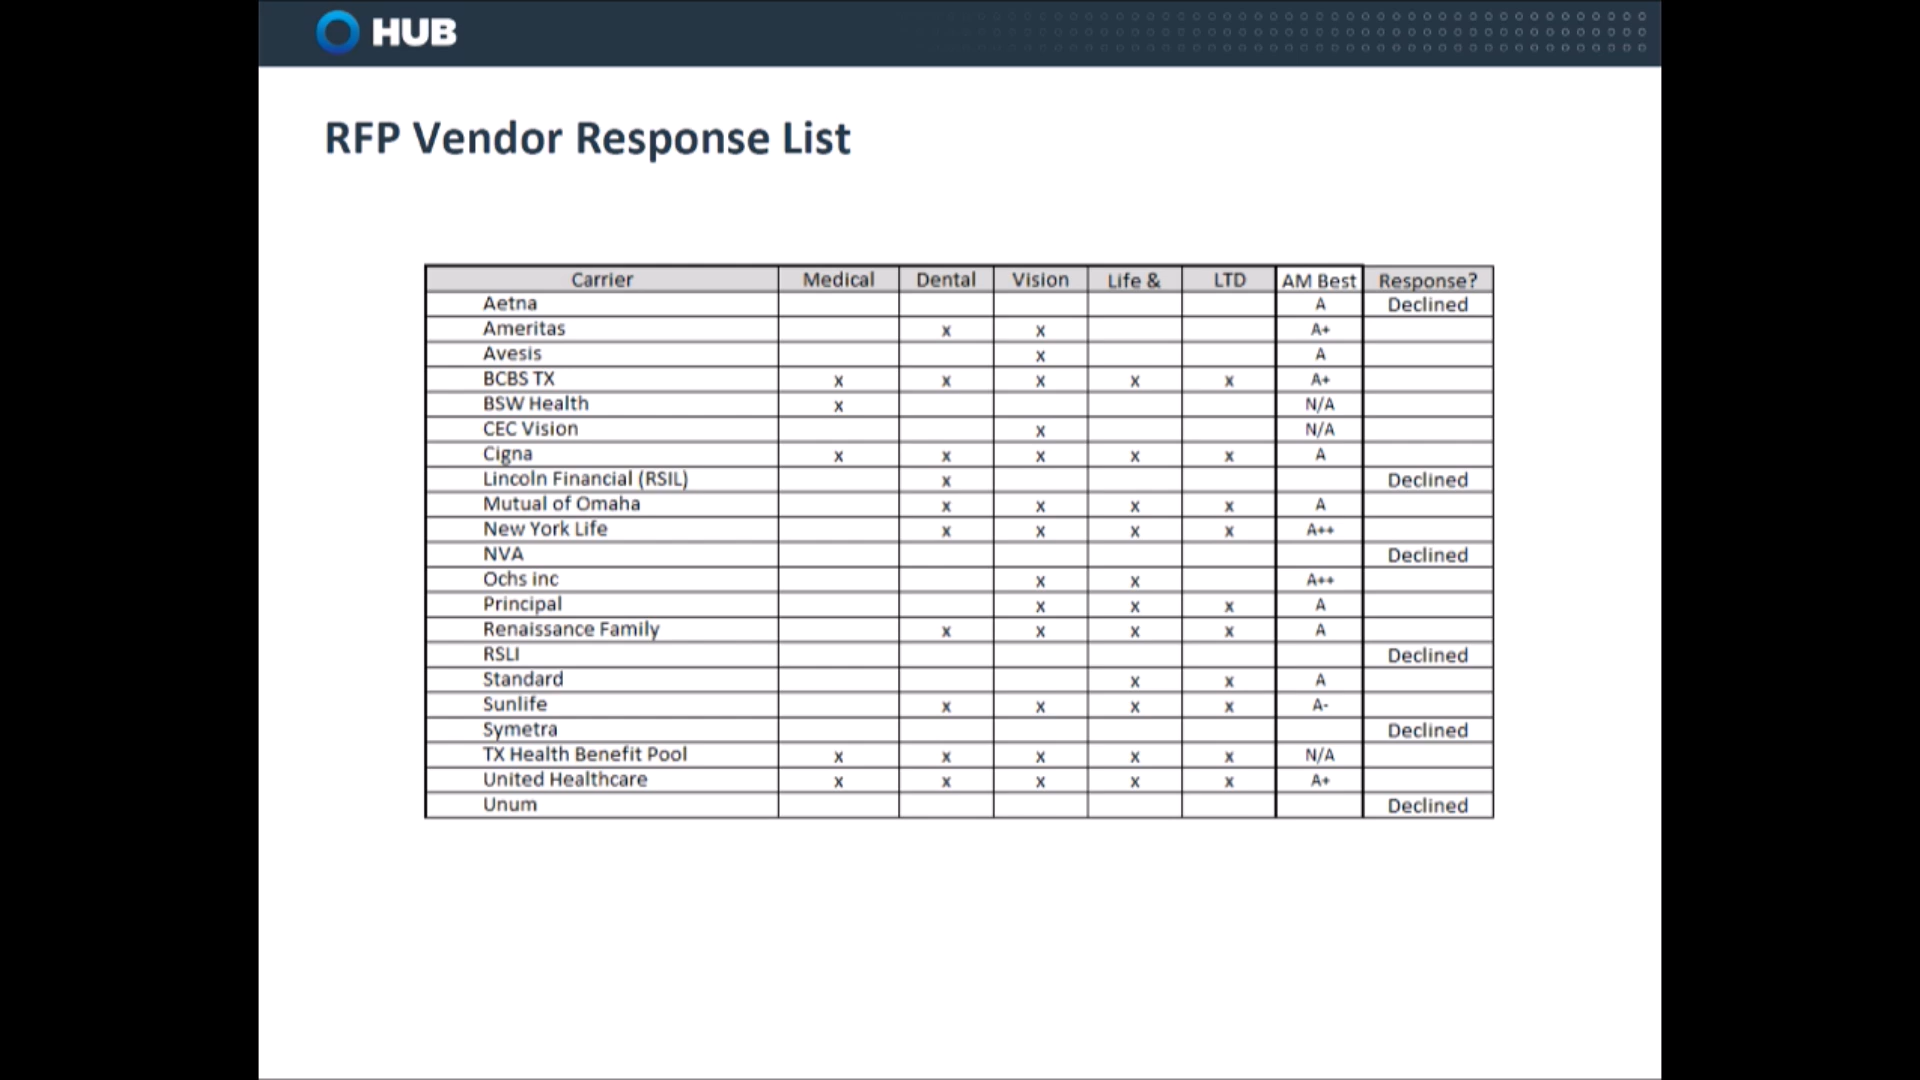 HUB
RFP Vendor Response List
Carrier Medical Dental Vision Life & LTD AM Best Response?
Aetna A Declined
Ameritas x x A+
Avesis x A
BCBS TX x x x x x A+
BSW Health x N/A
CEC Vision x N/A
Cigna x x x x x A
Lincoln Financial (RSIL) x Declined
Mutual of Omaha x x x x A
New York Life x x x x A++
NVA Declined
Ochs inc x x A++
Principal x x x A
Renaissance Family x x x x A
RSLI Declined
Standard x x A
Sunlife x x x x A-
Symetra Declined
TX Health Benefit Pool x x x x x N/A
United Healthcare x x x x x A+
Unum Declined